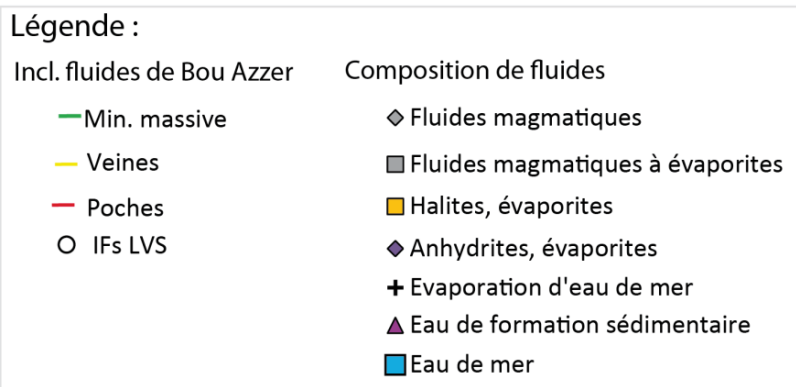 Légende :
Incl. fluides de Bou Azzer
Min. massive
Veines
Poches
IFs LVS
Composition de fluides
Fluides magmatiques
Fluides magmatiques à évaporites
Halites, évaporites
Anhydrites, évaporites
Evaporation d'eau de mer
Eau de formation sédimentaire
Eau de mer